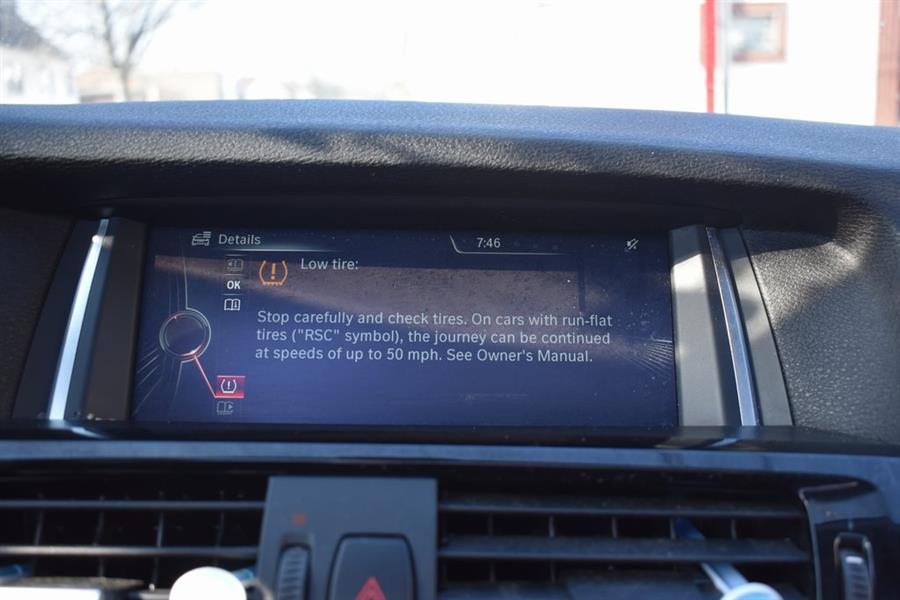 Details
7:46
Low tire:
OK
Stop carefully and check tires. On cars with run-flat
tires ("RSC" symbol), the journey can be continued
at speeds of up to 50 mph. See Owner's Manual.